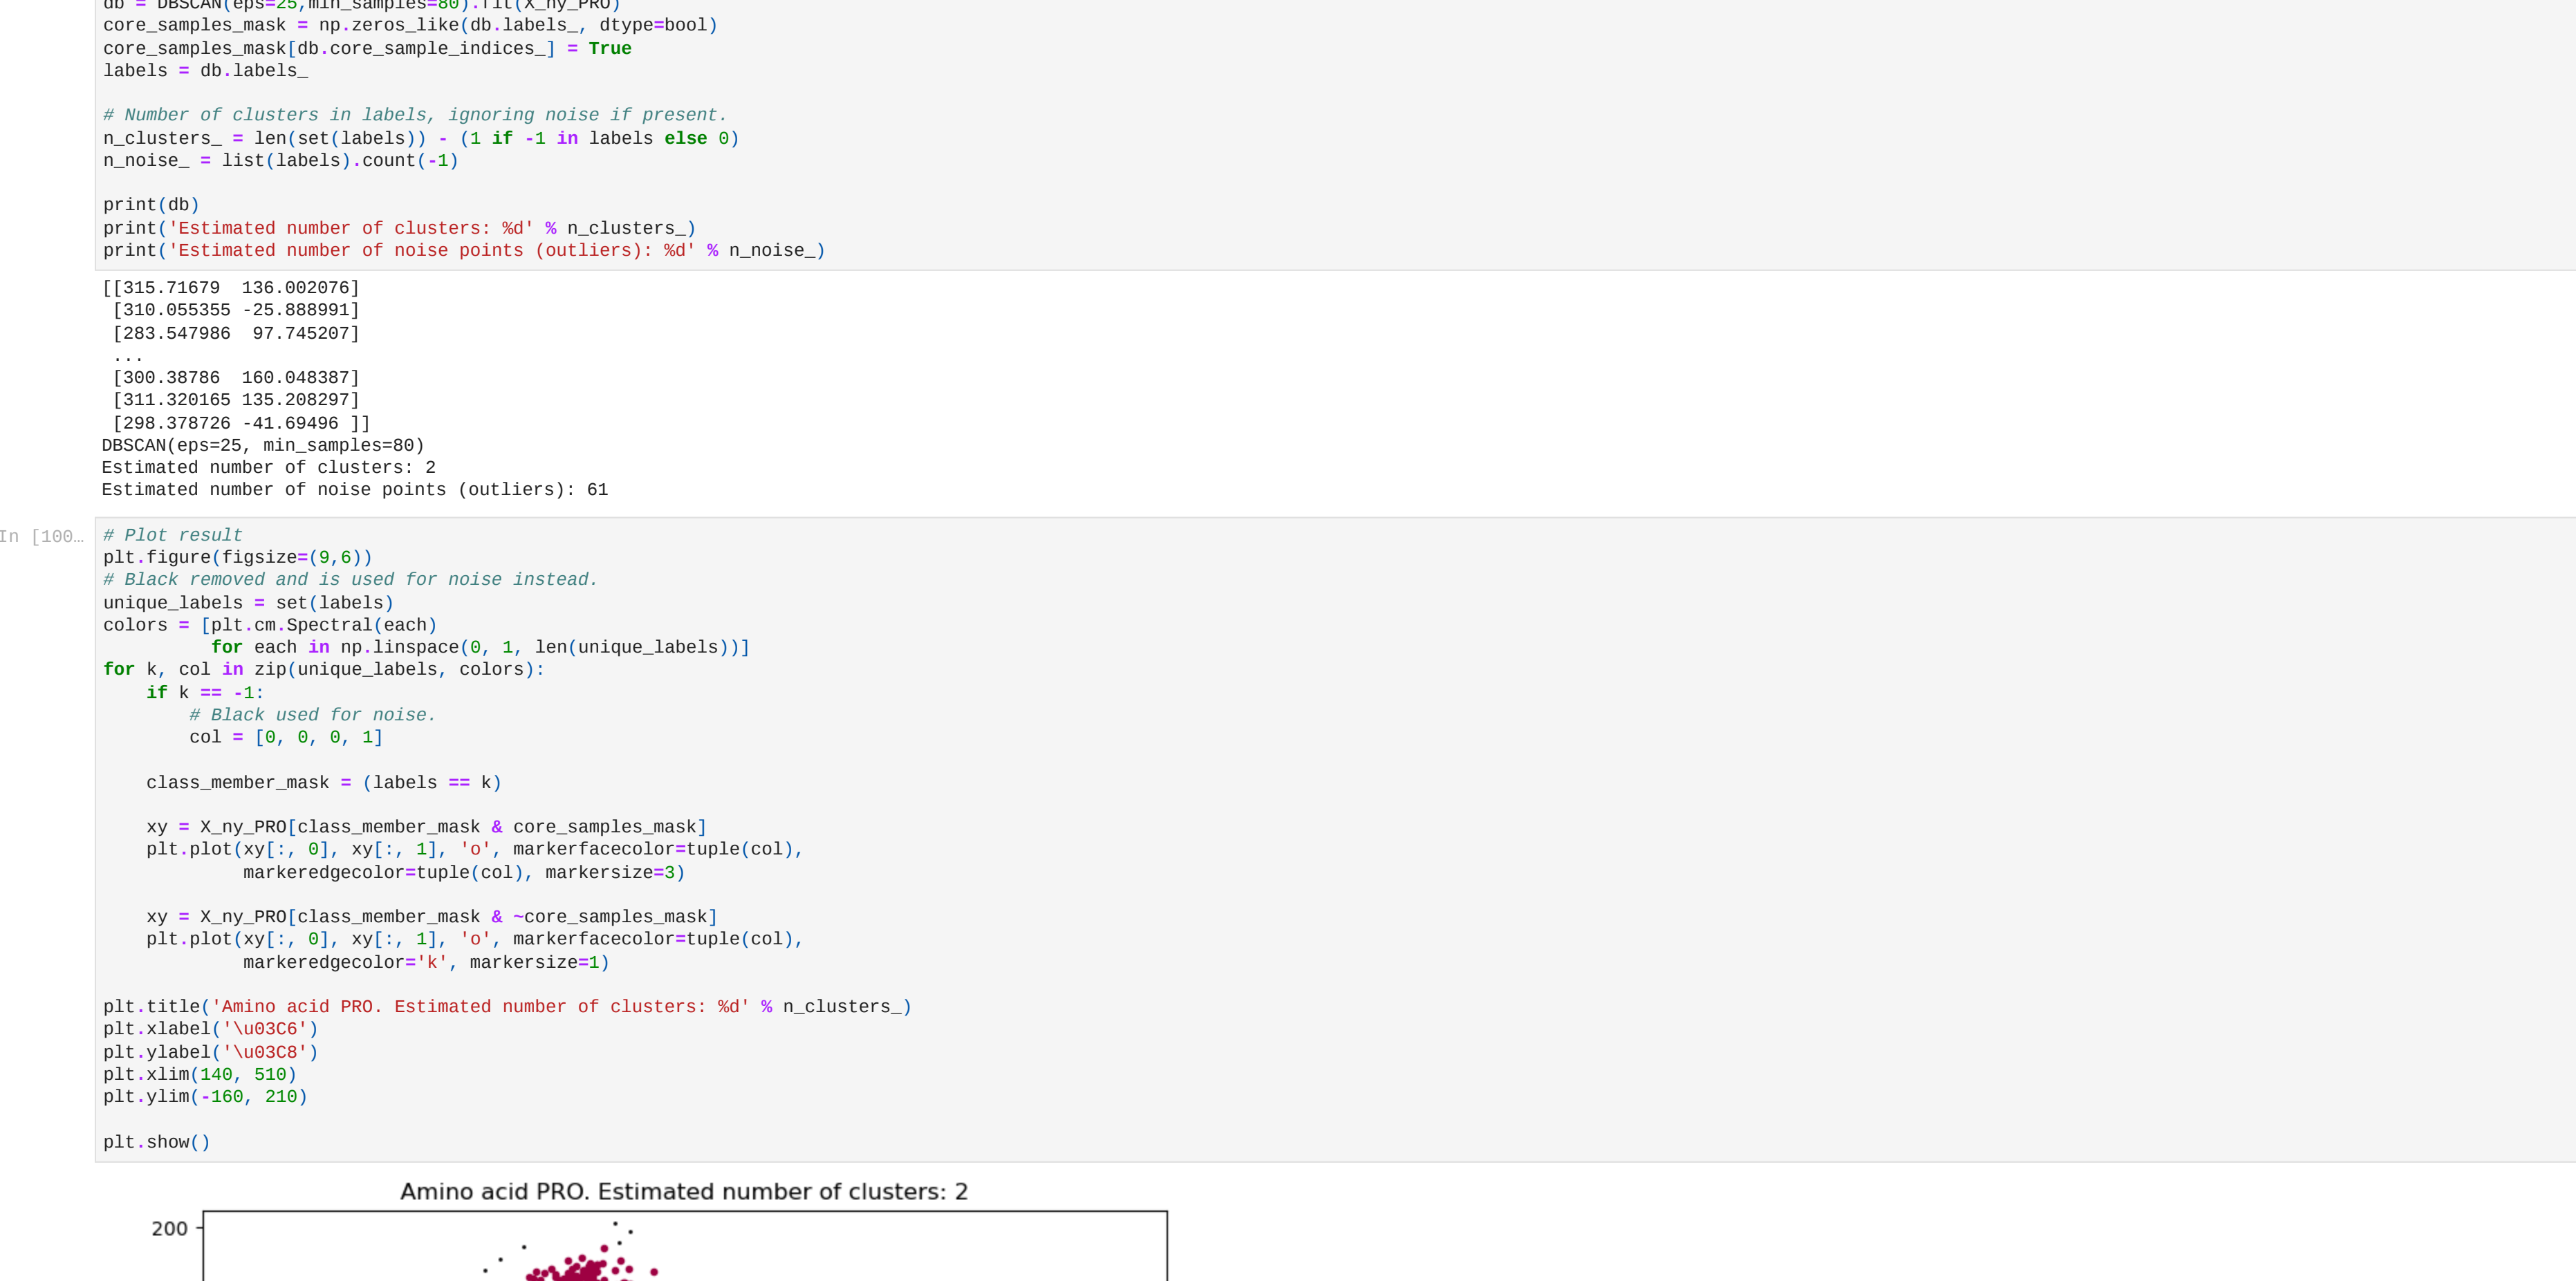 db = DBSCAN(eps=25,min_samples=80).fit(X_ny_PRO)
core_samples_mask = np.zeros_like(db.labels_, dtype=bool)
core_samples_mask[db.core_sample_indices_] = True
labels = db.labels_
# Number of clusters in labels, ignoring noise if present.
n_clusters_ = len(set(labels)) - (1 if -1 in labels else 0)
n_noise_ = list(labels).count(-1)
print(db)
print('Estimated number of clusters: %d' % n_clusters_)
print('Estimated number of noise points (outliers): %d' % n_noise_)
[[315.71679  136.002076]
 [310.055355 -25.888991]
 [283.547986  97.745207]
 ...
 [300.38786  160.048387]
 [311.320165 135.208297]
 [298.378726 -41.69496 ]]
DBSCAN(eps=25, min_samples=80)
Estimated number of clusters: 2
Estimated number of noise points (outliers): 61
In [100…
# Plot result
plt.figure(figsize=(9,6))
# Black removed and is used for noise instead.
unique_labels = set(labels)
colors = [plt.cm.Spectral(each)
          for each in np.linspace(0, 1, len(unique_labels))]
for k, col in zip(unique_labels, colors):
    if k == -1:
        # Black used for noise.
        col = [0, 0, 0, 1]
    class_member_mask = (labels == k)
    xy = X_ny_PRO[class_member_mask & core_samples_mask]
    plt.plot(xy[:, 0], xy[:, 1], 'o', markerfacecolor=tuple(col),
             markeredgecolor=tuple(col), markersize=3)
    xy = X_ny_PRO[class_member_mask & ~core_samples_mask]
    plt.plot(xy[:, 0], xy[:, 1], 'o', markerfacecolor=tuple(col),
             markeredgecolor='k', markersize=1)
plt.title('Amino acid PRO. Estimated number of clusters: %d' % n_clusters_)
plt.xlabel('\u03C6')
plt.ylabel('\u03C8')
plt.xlim(140, 510)
plt.ylim(-160, 210)
plt.show()
Amino acid PRO. Estimated number of clusters: 2
200